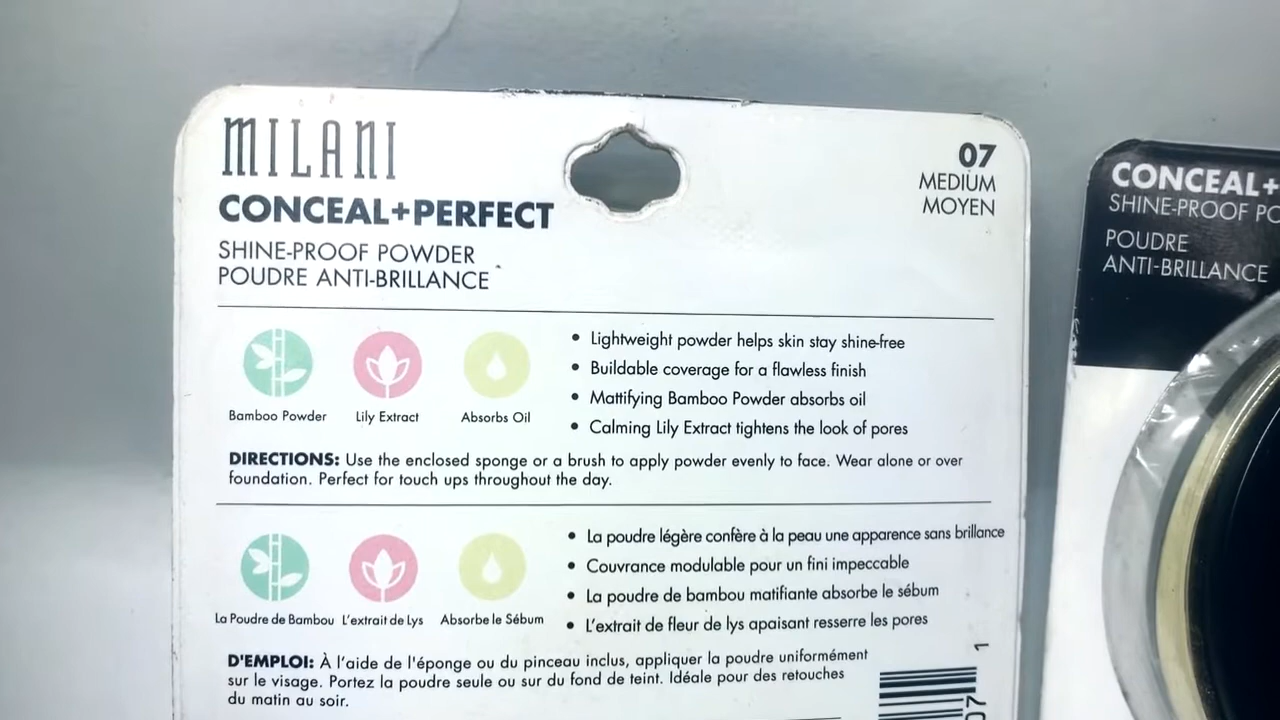 MILANI
CONCEAL+PERFECT
SHINE-PROOF POWDER
POUDRE ANTI-BRILLANCE
07
MEDIUM
MOYEN
Bamboo Powder
Lily Extract
Absorbs Oil
• Lightweight powder helps skin stay shine-free
• Buildable coverage for a flawless finish
• Mattifying Bamboo Powder absorbs oil
• Calming Lily Extract tightens the look of pores
DIRECTIONS: Use the enclosed sponge or a brush to apply powder evenly to face. Wear alone or over
foundation. Perfect for touch ups throughout the day.
La Poudre de Bambou
L'extrait de Lys
Absorbe le Sébum
• La poudre légère confère à la peau une apparence sans brillance
• Couvrance modulable pour un fini impeccable
• La poudre de bambou matifiante absorbe le sébum
• L'extrait de fleur de lys apaisant resserre les pores
D'EMPLOI: À l'aide de l'éponge ou du pinceau inclus, appliquer la poudre uniformément
sur le visage. Portez la poudre seule ou sur du fond de teint. Idéale pour des retouches
du matin au soir.
1
07
CONCEAL+
SHINE-PROOF PO
POUDRE
ANTI-BRILLANCE